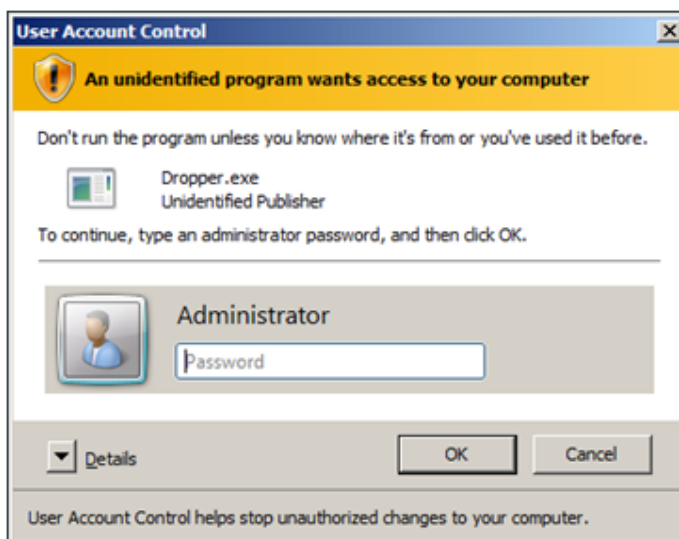 User Account Control
An unidentified program wants access to your computer
Don't run the program unless you know where it's from or you've used it before.
Dropper.exe
Unidentified Publisher
To continue, type an administrator password, and then click OK.
Administrator
Password
Details
OK
Cancel
User Account Control helps stop unauthorized changes to your computer.